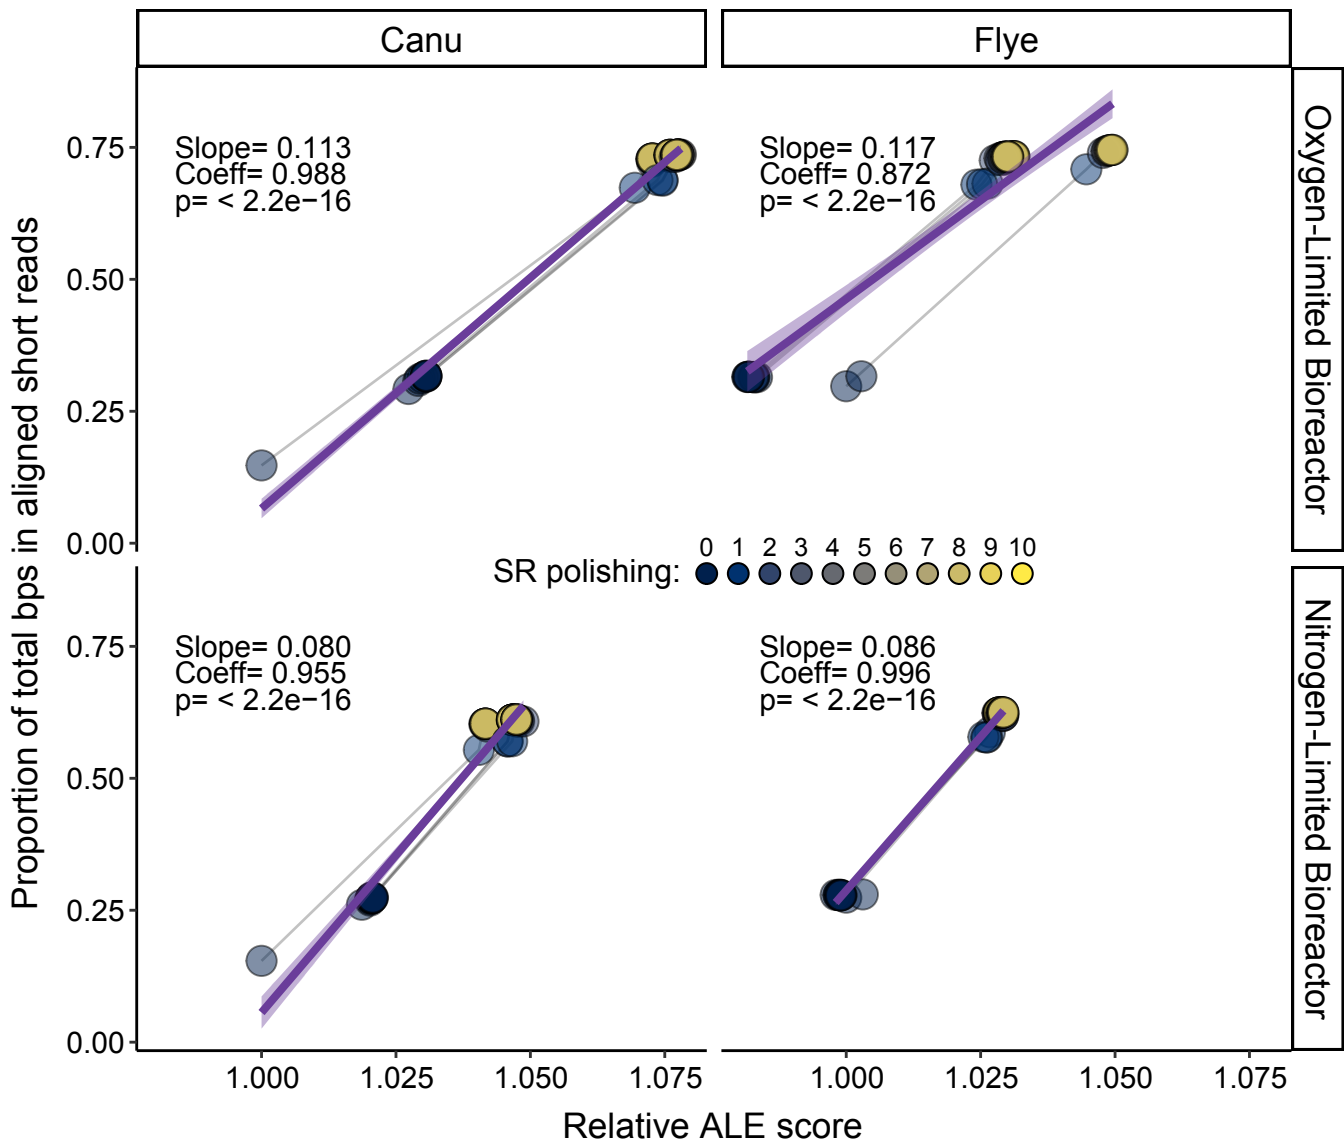 Canu
Flye
Oxygen-Limited Bioreactor
Nitrogen-Limited Bioreactor
Proportion of total bps in aligned short reads
0.75
0.50
0.25
0.00
Slope= 0.113
Coeff= 0.988
p= < 2.2e−16
Slope= 0.117
Coeff= 0.872
p= < 2.2e−16
SR polishing:
0 1 2 3 4 5 6 7 8 9 10
0.75
0.50
0.25
0.00
Slope= 0.080
Coeff= 0.955
p= < 2.2e−16
Slope= 0.086
Coeff= 0.996
p= < 2.2e−16
1.000 1.025 1.050 1.075
1.000 1.025 1.050 1.075
Relative ALE score